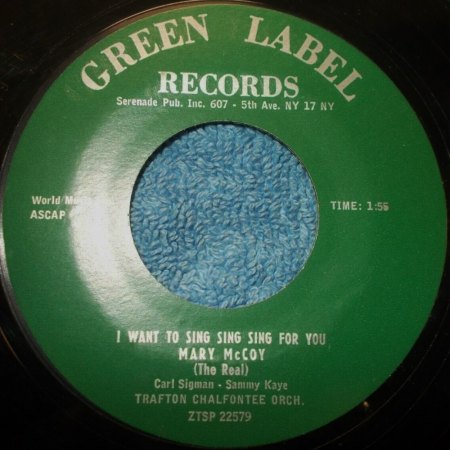 GREEN LABEL
RECORDS
Serenade Pub. Inc. 607 - 5th Ave. NY 17 NY
World
ASCAP
TIME: 1:55
I WANT TO SING SING SING FOR YOU
MARY McCOY
(The Real)
Carl Sigman - Sammy Kaye
TRAFTON CHALFONTEE ORCH.
ZTSP 22579